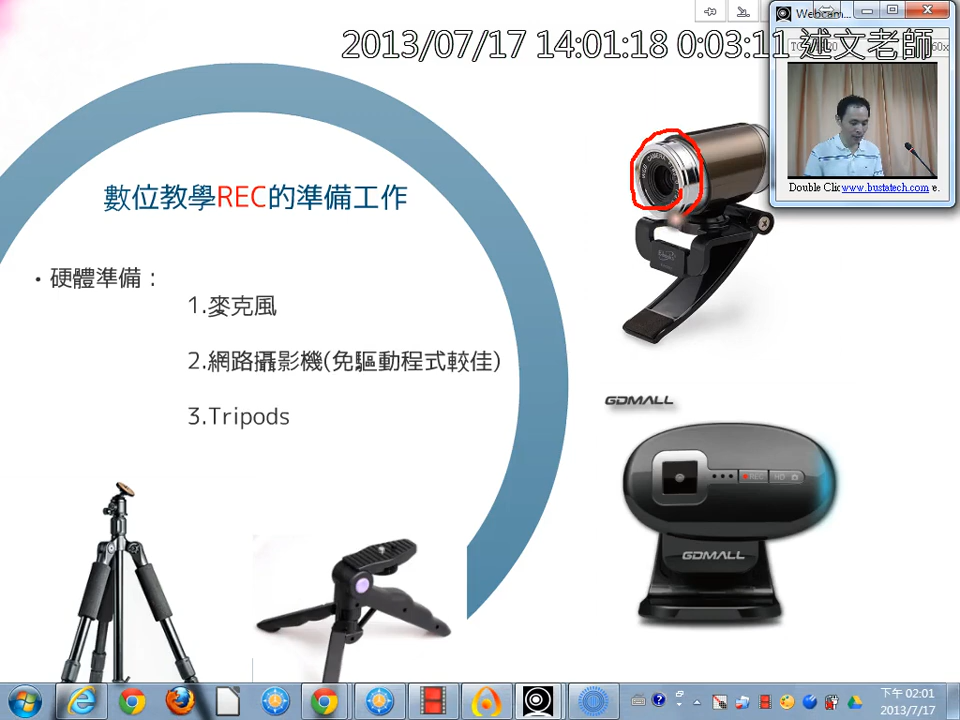 Webcam...
2013/07/17 14:01:18 0:03:11 述文老師
Double Clic www.bustatech.com e.
數位教學REC的準備工作
• 硬體準備：
1.麥克風
2.網路攝影機(免驅動程式較佳)
3.Tripods
GDMALL
REC HD
GDMALL
下午 02:01
2013/7/17